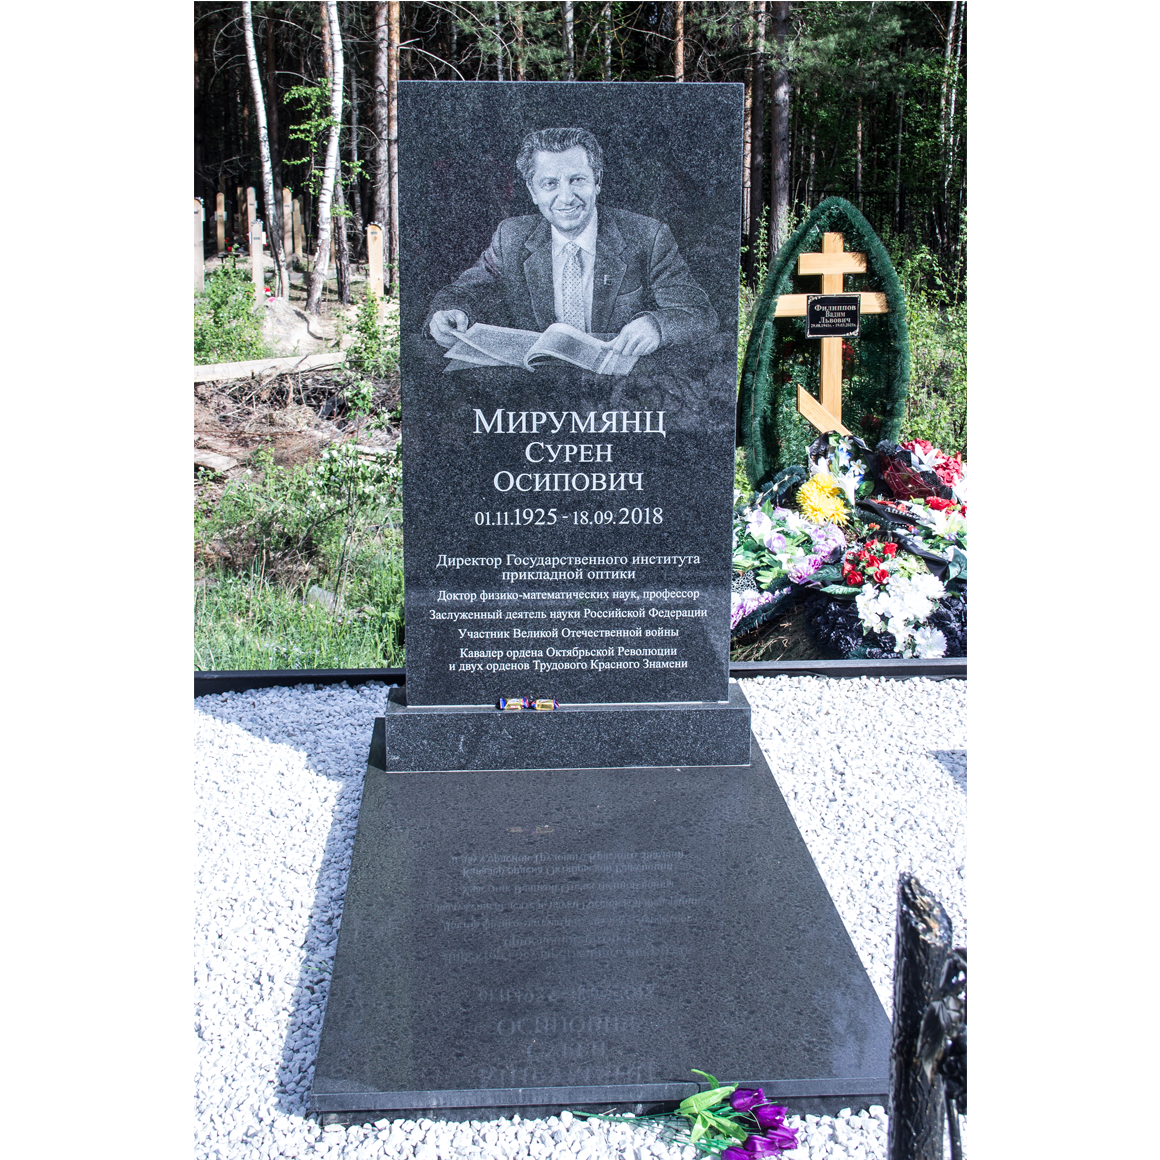 МИРУМЯНЦ
СУРЕН
ОСИПОВИЧ
01.11.1925 - 18.09.2018
Директор Государственного института
прикладной оптики
Доктор физико-математических наук, профессор
Заслуженный деятель науки Российской Федерации
Участник Великой Отечественной войны
Кавалер ордена Октябрьской Революции
и двух орденов Трудового Красного Знамени
Филиппов
Вадим
Львович